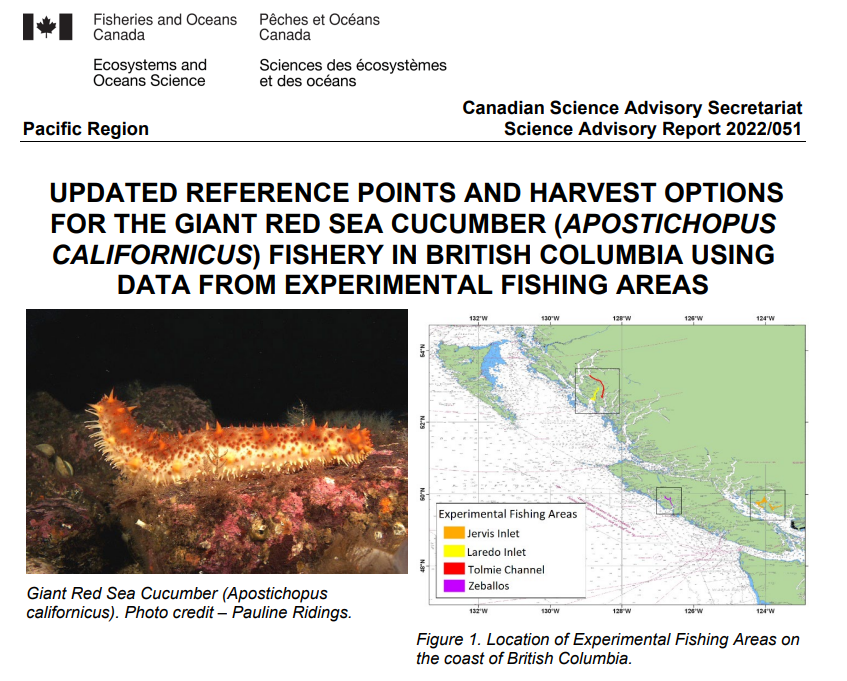 Fisheries and Oceans
Canada
Pêches et Océans
Canada
Ecosystems and
Oceans Science
Sciences des écosystèmes
et des océans
Pacific Region
Canadian Science Advisory Secretariat
Science Advisory Report 2022/051
UPDATED REFERENCE POINTS AND HARVEST OPTIONS
FOR THE GIANT RED SEA CUCUMBER (APOSTICHOPUS
CALIFORNICUS) FISHERY IN BRITISH COLUMBIA USING
DATA FROM EXPERIMENTAL FISHING AREAS
132°W 130°W 128°W 126°W 124°W
54°N
52°N
50°N
48°N
Experimental Fishing Areas
Jervis Inlet
Laredo Inlet
Tolmie Channel
Zeballos
132°W 130°W 128°W 126°W 124°W
Giant Red Sea Cucumber (Apostichopus
californicus). Photo credit – Pauline Ridings.
Figure 1. Location of Experimental Fishing Areas on
the coast of British Columbia.